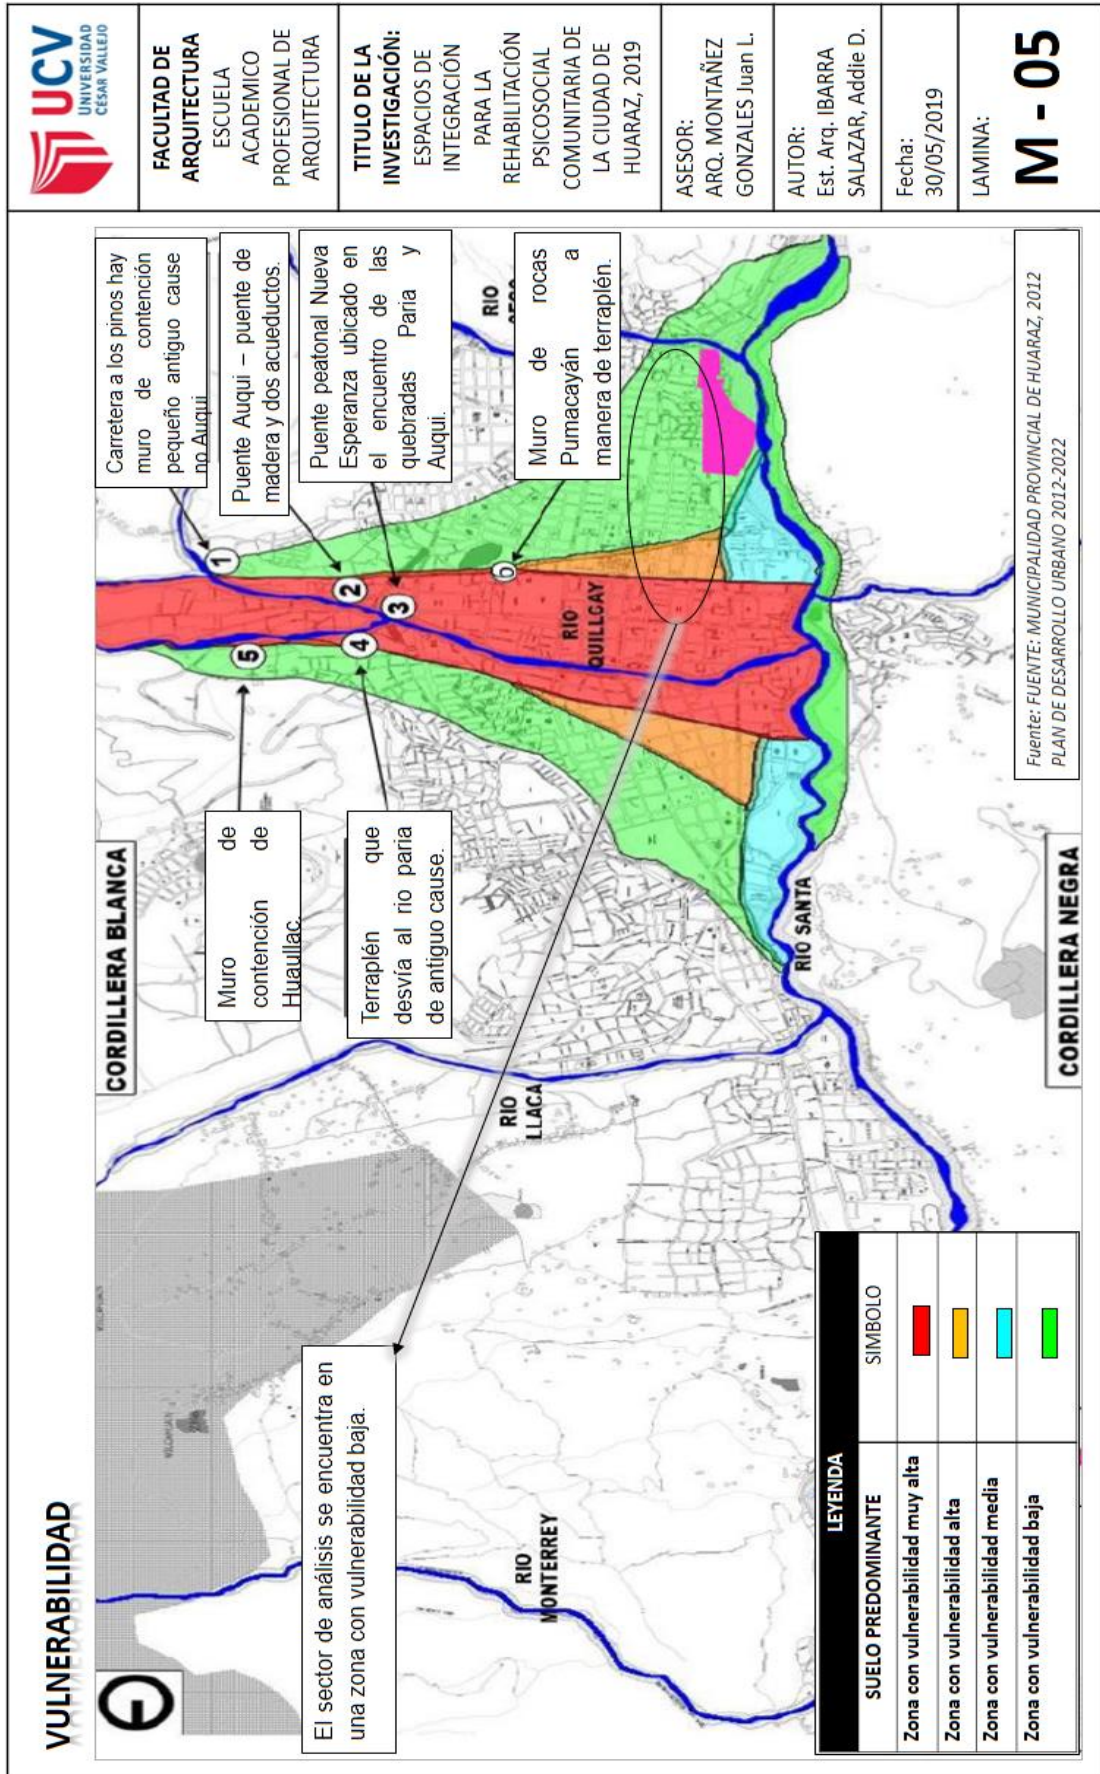 VULNERABILIDAD
UCV
UNIVERSIDAD
CÉSAR VALLEJO
FACULTAD DE
ARQUITECTURA
ESCUELA
ACADEMICO
PROFESIONAL DE
ARQUITECTURA
TITULO DE LA
INVESTIGACIÓN:
ESPACIOS DE
INTEGRACIÓN
PARA LA
REHABILITACIÓN
PSICOSOCIAL
COMUNITARIA DE
LA CIUDAD DE
HUARAZ, 2019
ASESOR:
ARQ. MONTAÑEZ
GONZALES Juan L.
AUTOR:
Est. Arq. IBARRA
SALAZAR, Addie D.
Fecha:
30/05/2019
LAMINA:
M - 05
CORDILLERA BLANCA
Carretera a los pinos hay
muro de contención
pequeño antiguo cause
no Auqui
Puente Auqui – puente de
madera y dos acueductos.
Puente peatonal Nueva
Esperanza ubicado en
el encuentro de las
quebradas Paria y
Auqui.
Muro de rocas
Pumacayán a
manera de terraplén.
Muro de
contención de
Huaullac.
Terraplén que
desvía al rio paria
de antiguo cause.
El sector de análisis se encuentra en
una zona con vulnerabilidad baja.
1
2
3
4
5
6
RIO
RIO
QUILLCAY
RIO SANTA
RIO
LLACA
RIO
MONTERREY
CORDILLERA NEGRA
LEYENDA
SUELO PREDOMINANTE
SIMBOLO
Zona con vulnerabilidad muy alta
Zona con vulnerabilidad alta
Zona con vulnerabilidad media
Zona con vulnerabilidad baja
Fuente: FUENTE: MUNICIPALIDAD PROVINCIAL DE HUARAZ, 2012
PLAN DE DESARROLLO URBANO 2012-2022